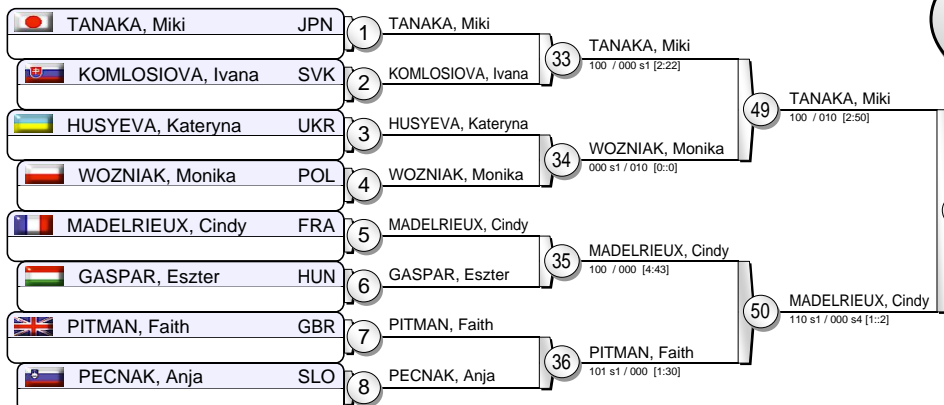 TANAKA, Miki JPN
KOMLOSIOVA, Ivana SVK
HUSYEVA, Kateryna UKR
WOZNIAK, Monika POL
MADELRIEUX, Cindy FRA
GASPAR, Eszter HUN
PITMAN, Faith GBR
PECNAK, Anja SLO
1
2
3
4
5
6
7
8
TANAKA, Miki
KOMLOSIOVA, Ivana
HUSYEVA, Kateryna
WOZNIAK, Monika
MADELRIEUX, Cindy
GASPAR, Eszter
PITMAN, Faith
PECNAK, Anja
33
34
35
36
TANAKA, Miki
100 / 000 s1 [2:22]
WOZNIAK, Monika
000 s1 / 010 [0::0]
MADELRIEUX, Cindy
100 / 000 [4:43]
PITMAN, Faith
101 s1 / 000 [1:30]
49
50
TANAKA, Miki
100 / 010 [2:50]
MADELRIEUX, Cindy
110 s1 / 000 s4 [1::2]